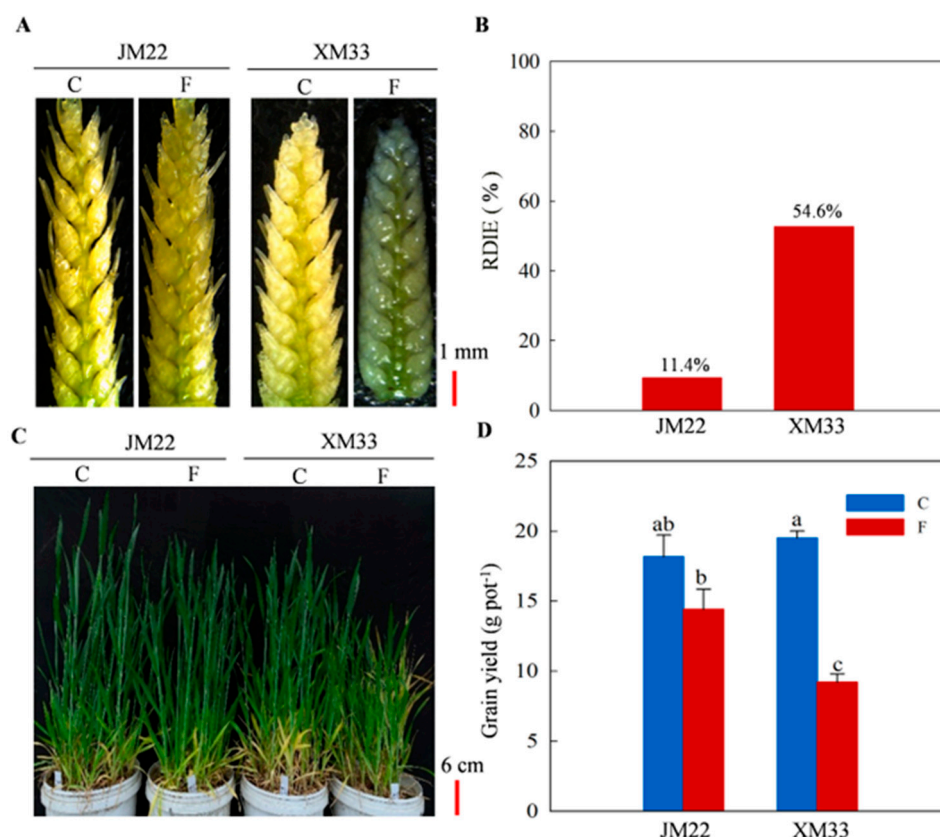 A
JM22
XM33
C
F
C
F
1 mm
B
100
80
60
40
20
0
RDIE ( % )
11.4%
54.6%
JM22
XM33
C
JM22
XM33
C
F
C
F
6 cm
D
25
20
15
10
5
0
Grain yield (g pot⁻¹)
ab
b
a
c
C
F
JM22
XM33